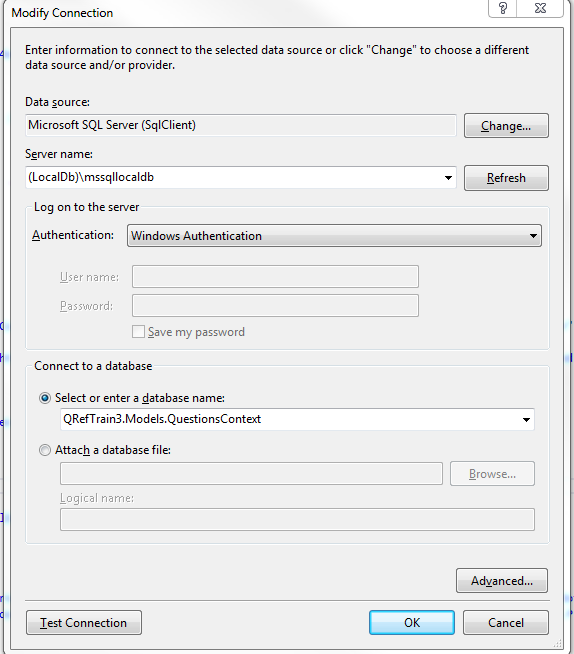 Modify Connection
Enter information to connect to the selected data source or click "Change" to choose a different
data source and/or provider.
Data source:
Microsoft SQL Server (SqlClient)
Change...
Server name:
(LocalDb)\mssqllocaldb
Refresh
Log on to the server
Authentication:
Windows Authentication
User name:
Password:
Save my password
Connect to a database
Select or enter a database name:
QRefTrain3.Models.QuestionsContext
Attach a database file:
Browse...
Logical name:
Advanced...
Test Connection
OK
Cancel